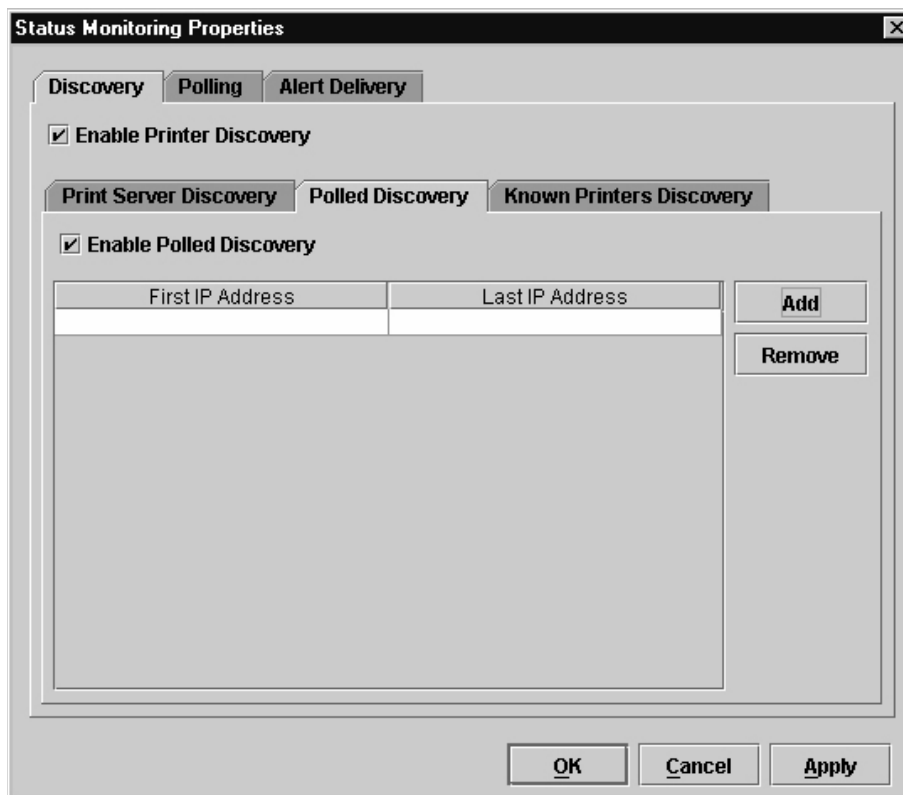 Status Monitoring Properties
Discovery Polling Alert Delivery
Enable Printer Discovery
Print Server Discovery Polled Discovery Known Printers Discovery
Enable Polled Discovery
First IP Address Last IP Address Add
Remove
OK Cancel Apply